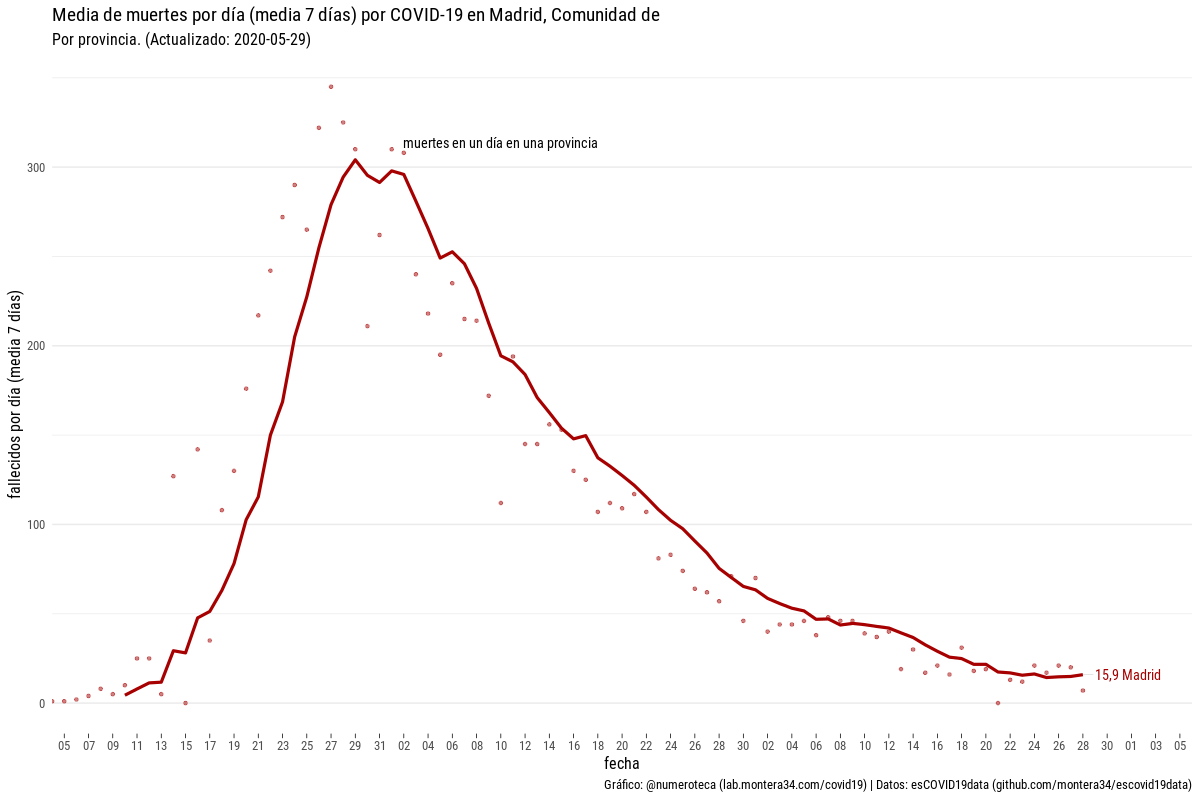 Media de muertes por día (media 7 días) por COVID-19 en Madrid, Comunidad de
Por provincia. (Actualizado: 2020-05-29)
fallecidos por día (media 7 días)
300
200
100
0
muertes en un día en una provincia
15,9 Madrid
05 07 09 11 13 15 17 19 21 23 25 27 29 31 02 04 06 08 10 12 14 16 18 20 22 24 26 28 30 02 04 06 08 10 12 14 16 18 20 22 24 26 28 30 01 03 05
fecha
Gráfico: @numeroteca (lab.montera34.com/covid19) | Datos: esCOVID19data (github.com/montera34/escovid19data)